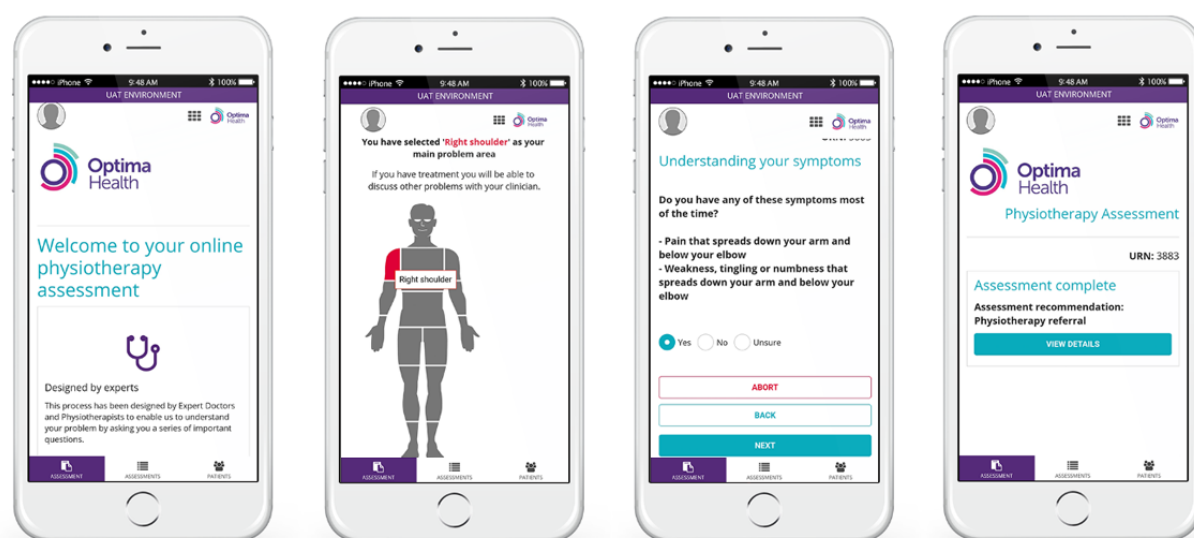 ●●●●○ iPhone 9:48 AM 100%
UAT ENVIRONMENT
Optima
Health
Optima
Health
Welcome to your online
physiotherapy
assessment
Designed by experts
This process has been designed by Expert Doctors
and Physiotherapists to enable us to understand
your problem by asking you a series of important
questions.
ASSESSMENT ASSESSMENTS PATIENTS
●●●●○ iPhone 9:48 AM 100%
UAT ENVIRONMENT
Optima
Health
You have selected 'Right shoulder' as your
main problem area
If you have treatment you will be able to
discuss other problems with your clinician.
Right shoulder
ASSESSMENT ASSESSMENTS PATIENTS
●●●●○ iPhone 9:48 AM 100%
UAT ENVIRONMENT
Optima
Health
Understanding your symptoms
Do you have any of these symptoms most
of the time?
- Pain that spreads down your arm and
below your elbow
- Weakness, tingling or numbness that
spreads down your arm and below your
elbow
Yes No Unsure
ABORT
BACK
NEXT
ASSESSMENT ASSESSMENTS PATIENTS
●●●●○ iPhone 9:48 AM 100%
UAT ENVIRONMENT
Optima
Health
Optima
Health
Physiotherapy Assessment
URN: 3883
Assessment complete
Assessment recommendation:
Physiotherapy referral
VIEW DETAILS
ASSESSMENT ASSESSMENTS PATIENTS